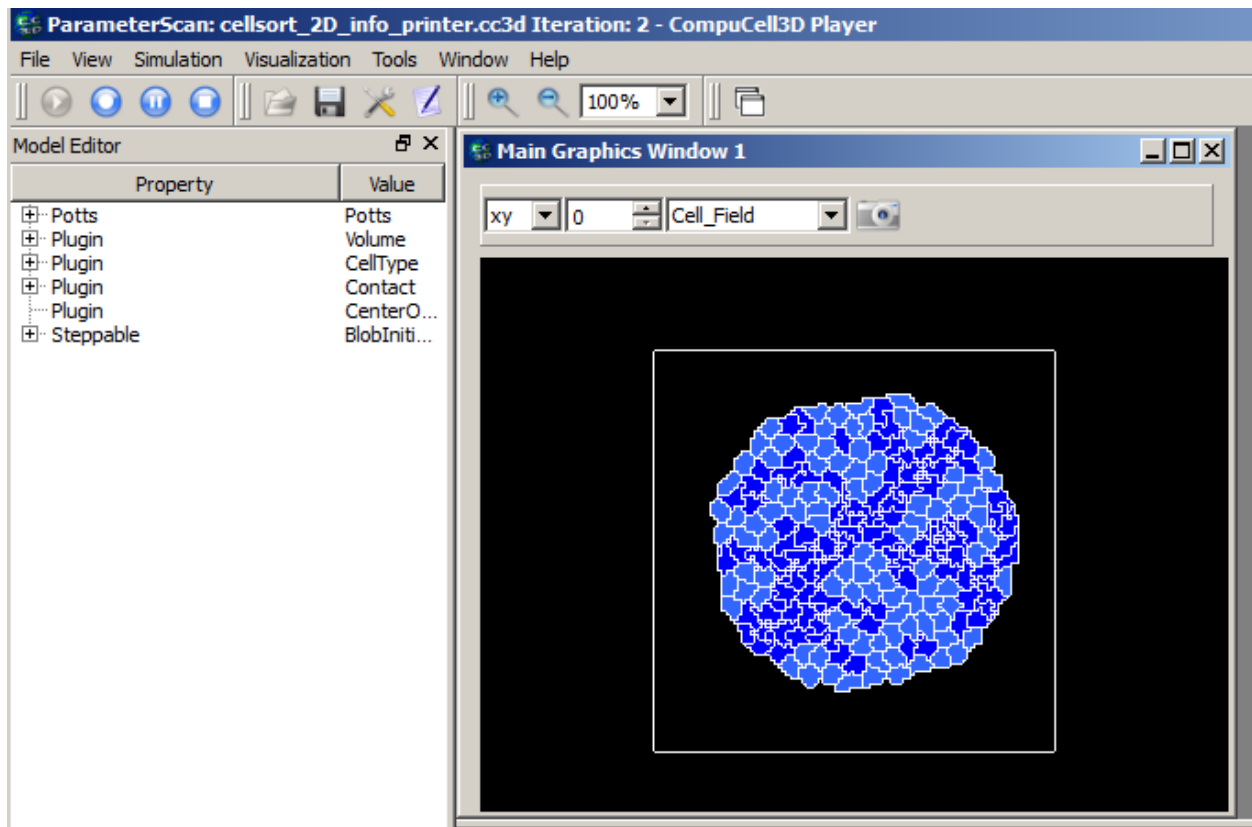 ParameterScan: cellsort_2D_info_printer.cc3d Iteration: 2 - CompuCell3D Player
File View Simulation Visualization Tools Window Help
100%
Model Editor
Property Value
Potts Potts
Plugin Volume
Plugin CellType
Plugin Contact
Plugin CenterO...
Steppable BlobIniti...
Main Graphics Window 1
xy 0 Cell_Field